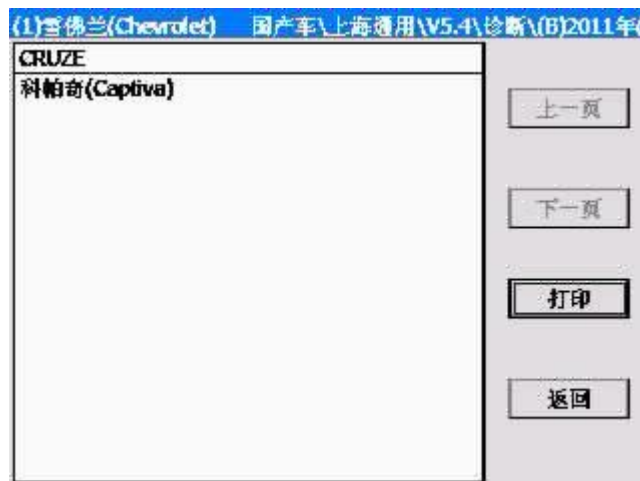 (1)雪佛兰(Chevrolet) 国产车\上海通用\V5.4\诊断\(B)2011年(
CRUZE
科帕奇(Captiva)
上一页
下一页
打印
返回